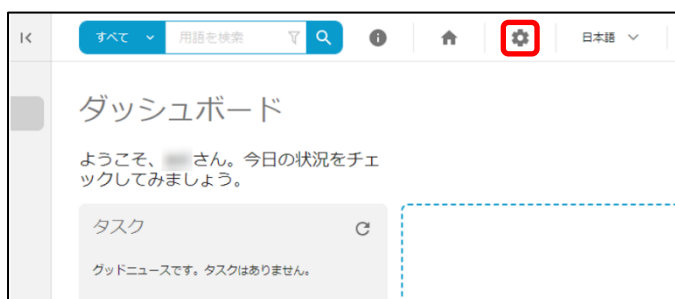 すべて 用語を検索 日本語
ダッシュボード
ようこそ、 さん。今日の状況をチェ
ックしてみましょう。
タスク
グッドニュースです。タスクはありません。